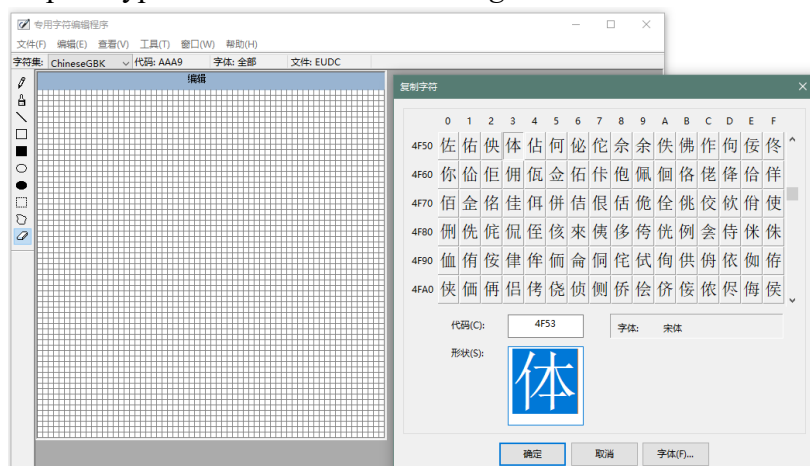 专用字符编辑程序
文件(F) 编辑(E) 查看(V) 工具(T) 窗口(W) 帮助(H)
字符集: ChineseGBK 代码: AAA9 字体: 全部 文件: EUDC
编辑
复制字符
0 1 2 3 4 5 6 7 8 9 A B C D E F
4F50 佐 佑 佒 体 佔 何 佖 佗 佘 余 佚 佛 作 佝 佞 佟
4F60 你 佡 佢 佣 佤 佥 佦 佧 佨 佩 佪 佫 佬 佭 佮 佯
4F70 佰 佱 佲 佳 佴 併 佶 佷 佸 佹 佺 佻 佼 佽 佾 使
4F80 侀 侁 侂 侃 侄 侅 來 侇 侈 侉 侊 例 侌 侍 侎 侏
4F90 侐 侑 侒 侓 侔 侕 侖 侗 侘 侙 侚 供 侜 依 侞 侟
4FA0 侠 価 侢 侣 侤 侥 侦 侧 侨 侩 侪 侫 侬 侭 侮 侯
代码(C): 4F53 字体: 宋体
形状(S):
体
确定 取消 字体(F)...